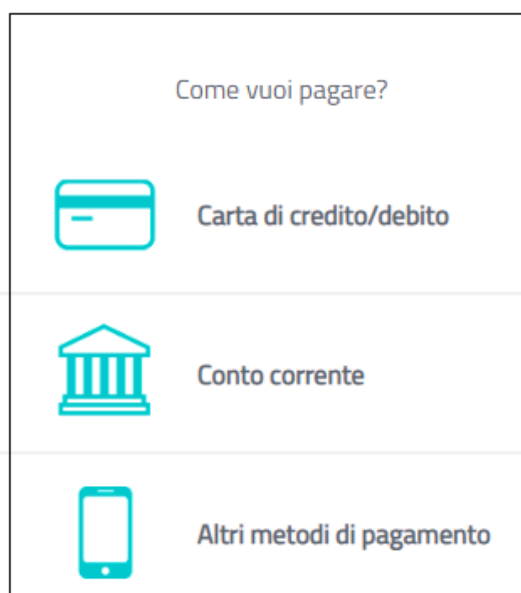 Come vuoi pagare?
Carta di credito/debito
Conto corrente
Altri metodi di pagamento